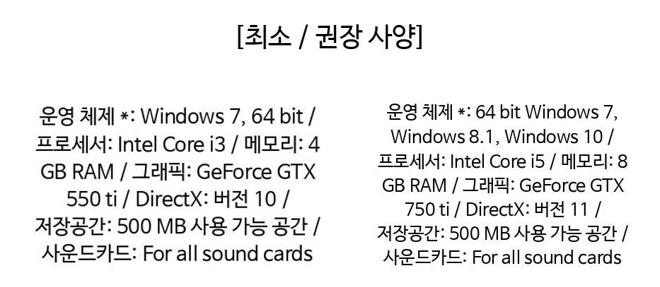 [최소 / 권장 사양]
운영 체제 *: Windows 7, 64 bit /
프로세서: Intel Core i3 / 메모리: 4
GB RAM / 그래픽: GeForce GTX
550 ti / DirectX: 버전 10 /
저장공간: 500 MB 사용 가능 공간 /
사운드카드: For all sound cards
운영 체제 *: 64 bit Windows 7,
Windows 8.1, Windows 10 /
프로세서: Intel Core i5 / 메모리: 8
GB RAM / 그래픽: GeForce GTX
750 ti / DirectX: 버전 11 /
저장공간: 500 MB 사용 가능 공간 /
사운드카드: For all sound cards